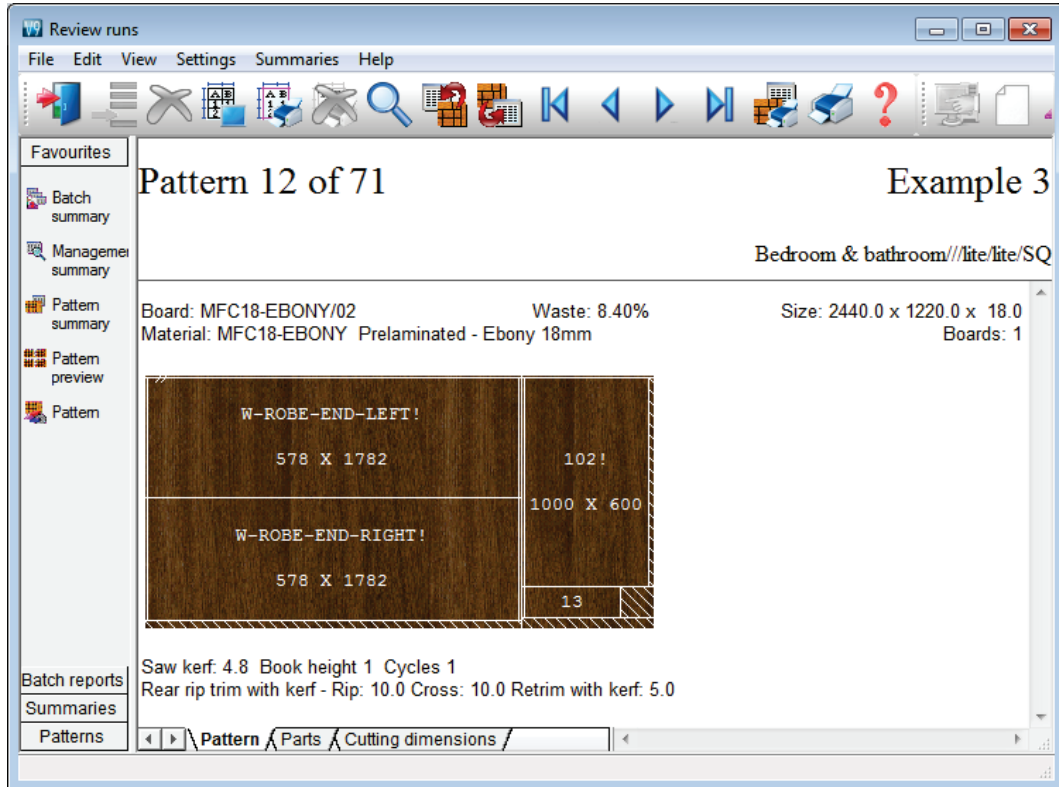 Review runs
File Edit View Settings Summaries Help
Favourites
Batch
summary
Managemer
summary
Pattern
summary
Pattern
preview
Pattern
Batch reports
Summaries
Patterns
Pattern 12 of 71
Example 3
Bedroom & bathroom///lite/lite/SQ
Board: MFC18-EBONY/02 Waste: 8.40% Size: 2440.0 x 1220.0 x 18.0
Material: MFC18-EBONY Prelaminated - Ebony 18mm Boards: 1
W-ROBE-END-LEFT!
578 X 1782
W-ROBE-END-RIGHT!
578 X 1782
102!
1000 X 600
13
Saw kerf: 4.8 Book height 1 Cycles 1
Rear rip trim with kerf - Rip: 10.0 Cross: 10.0 Retrim with kerf: 5.0
Pattern Parts Cutting dimensions